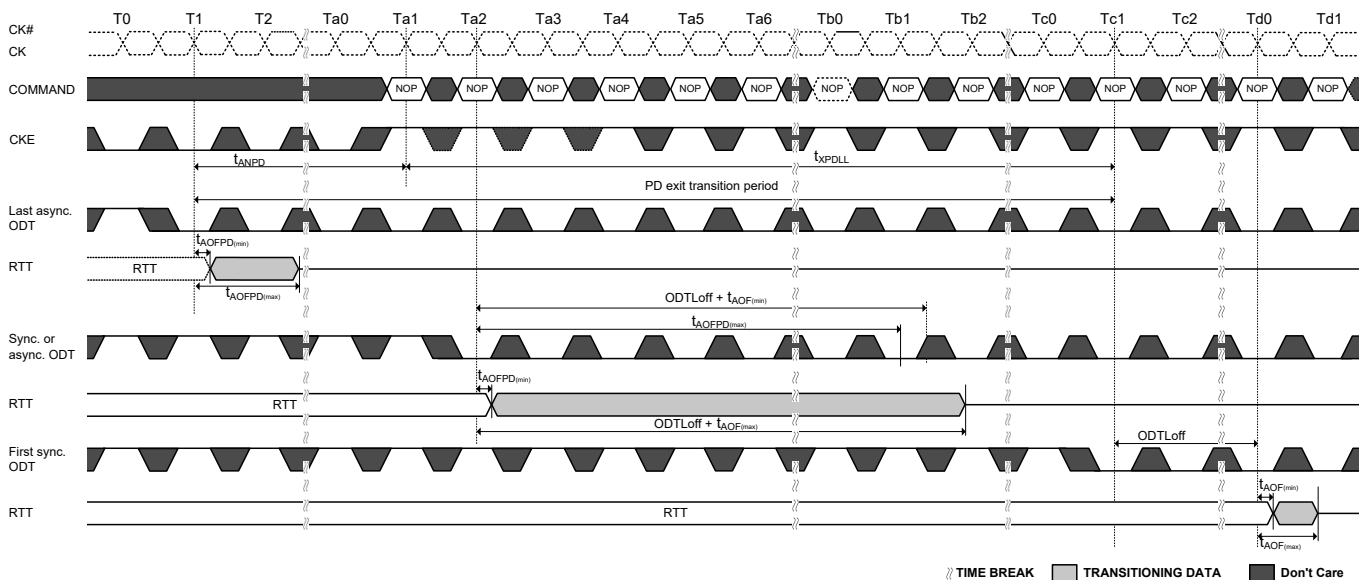 T0 T1 T2 Ta0 Ta1 Ta2 Ta3 Ta4 Ta5 Ta6 Tb0 Tb1 Tb2 Tc0 Tc1 Tc2 Td0 Td1
CK#
CK
COMMAND NOP NOP NOP NOP NOP NOP NOP NOP NOP NOP NOP NOP NOP NOP
CKE
tANPD tXPDLL
PD exit transition period
Last async.
ODT
tAOFPD(min)
RTT RTT
tAOFPD(max)
ODTLoff + tAOF(min)
tAOFPD(max)
Sync. or
async. ODT
tAOFPD(min)
RTT RTT
ODTLoff + tAOF(max)
First sync.
ODT
ODTLoff
tAOF(min)
RTT RTT
tAOF(max)
TIME BREAK TRANSITIONING DATA Don't Care